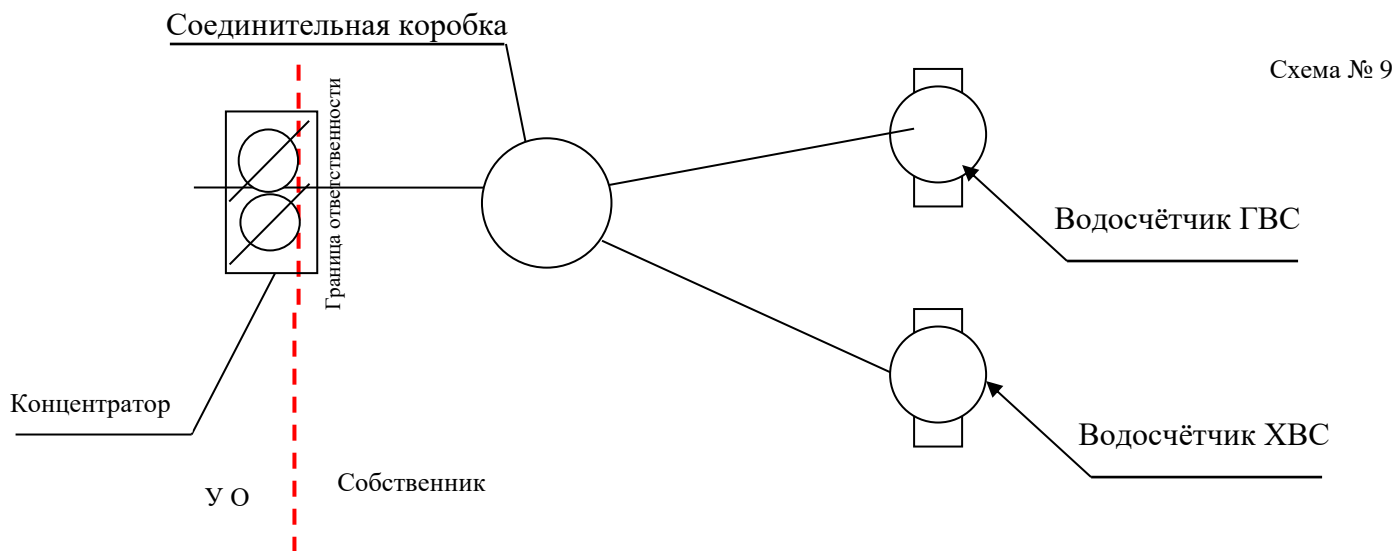 Соединительная коробка
Схема № 9
Граница ответственности
Водосчётчик ГВС
Концентратор
Водосчётчик ХВС
У О
Собственник